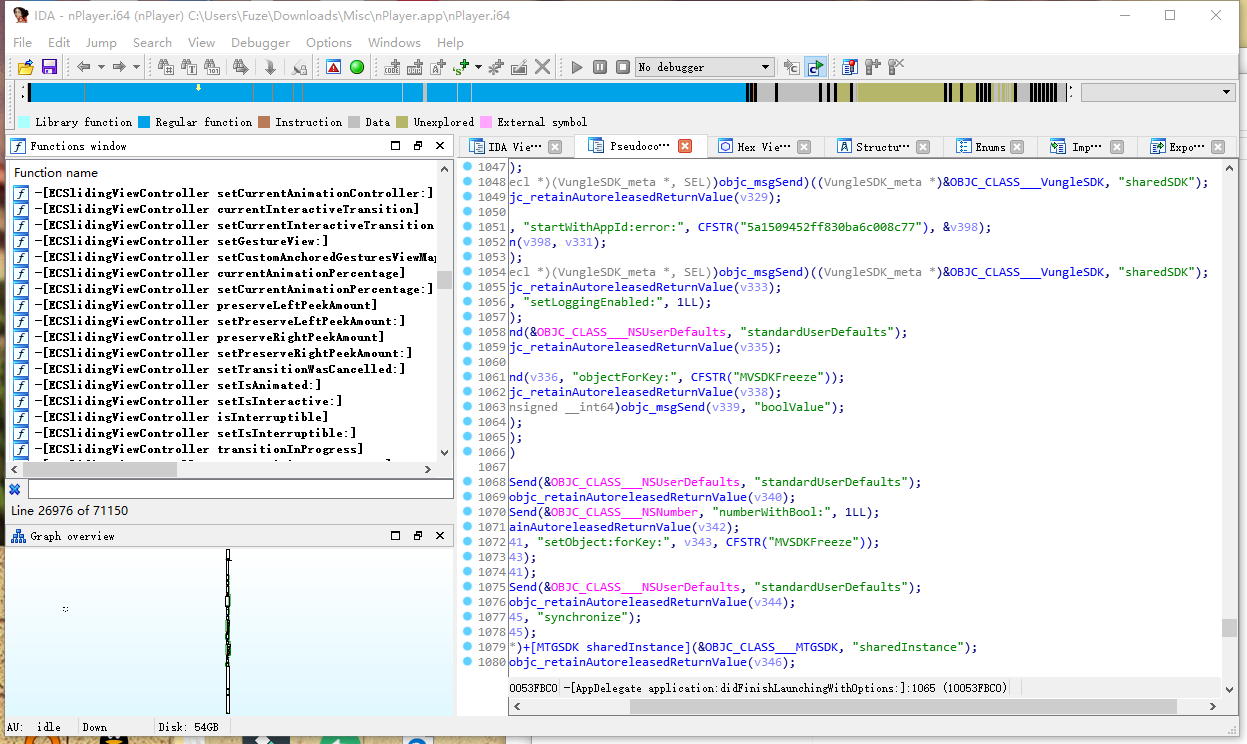 IDA - nPlayer.i64 (nPlayer) C:\Users\Fuze\Downloads\Misc\nPlayer.app\nPlayer.i64
File Edit Jump Search View Debugger Options Windows Help
No debugger
Library function Regular function Instruction Data Unexplored External symbol
Functions window
Function name
-[ECSlidingViewController setCurrentAnimationController:]
-[ECSlidingViewController currentInteractiveTransition]
-[ECSlidingViewController setCurrentInteractiveTransition
-[ECSlidingViewController setGestureView:]
-[ECSlidingViewController setCustomAnchoredGesturesViewMap
-[ECSlidingViewController currentAnimationPercentage]
-[ECSlidingViewController setCurrentAnimationPercentage:]
-[ECSlidingViewController preserveLeftPeekAmount]
-[ECSlidingViewController setPreserveLeftPeekAmount:]
-[ECSlidingViewController preserveRightPeekAmount]
-[ECSlidingViewController setPreserveRightPeekAmount:]
-[ECSlidingViewController setTransitionWasCancelled:]
-[ECSlidingViewController setIsAnimated:]
-[ECSlidingViewController setIsInteractive:]
-[ECSlidingViewController isInterruptible]
-[ECSlidingViewController setIsInterruptible:]
-[ECSlidingViewController transitionInProgress]
Line 26976 of 71150
Graph overview
IDA Vie··· Pseudoco··· Hex Vie··· Structu··· Enums Imp··· Expo···
1047 );
1048 ecl *)(VungleSDK_meta *, SEL))objc_msgSend)((VungleSDK_meta *)&OBJC_CLASS___VungleSDK, "sharedSDK");
1049 jc_retainAutoreleasedReturnValue(v329);
1050
1051 , "startWithAppId:error:", CFSTR("5a1509452ff830ba6c008c77"), &v398);
1052 n(v398, v331);
1053 );
1054 ecl *)(VungleSDK_meta *, SEL))objc_msgSend)((VungleSDK_meta *)&OBJC_CLASS___VungleSDK, "sharedSDK");
1055 jc_retainAutoreleasedReturnValue(v333);
1056 , "setLoggingEnabled:", 1LL);
1057 );
1058 nd(&OBJC_CLASS___NSUserDefaults, "standardUserDefaults");
1059 jc_retainAutoreleasedReturnValue(v335);
1060
1061 nd(v336, "objectForKey:", CFSTR("MVSDKFreeze"));
1062 jc_retainAutoreleasedReturnValue(v338);
1063 nsigned __int64)objc_msgSend(v339, "boolValue");
1064 );
1065 );
1066 )
1067
1068 Send(&OBJC_CLASS___NSUserDefaults, "standardUserDefaults");
1069 objc_retainAutoreleasedReturnValue(v340);
1070 Send(&OBJC_CLASS___NSNumber, "numberWithBool:", 1LL);
1071 ainAutoreleasedReturnValue(v342);
1072 41, "setObject:forKey:", v343, CFSTR("MVSDKFreeze"));
1073 43);
1074 41);
1075 Send(&OBJC_CLASS___NSUserDefaults, "standardUserDefaults");
1076 objc_retainAutoreleasedReturnValue(v344);
1077 45, "synchronize");
1078 45);
1079 *)+[MTGSDK sharedInstance](&OBJC_CLASS___MTGSDK, "sharedInstance");
1080 objc_retainAutoreleasedReturnValue(v346);
0053FBC0 -[AppDelegate application:didFinishLaunchingWithOptions:]:1065 (10053FBC0)
AU: idle Down Disk: 54GB